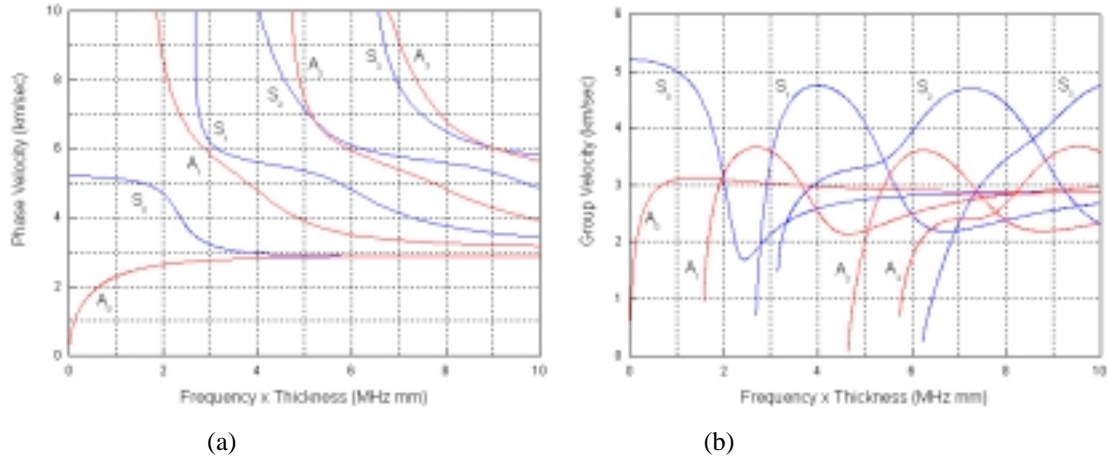 10
8
6
4
2
0
0 2 4 6 8 10
Phase Velocity (km/sec)
Frequency x Thickness (MHz mm)
A
S
A
S
S
A
S
A
(a)
6
5
4
3
2
1
0
0 2 4 6 8 10
Group Velocity (km/sec)
Frequency x Thickness (MHz mm)
S
S
S
S
A
A
A
A
(b)